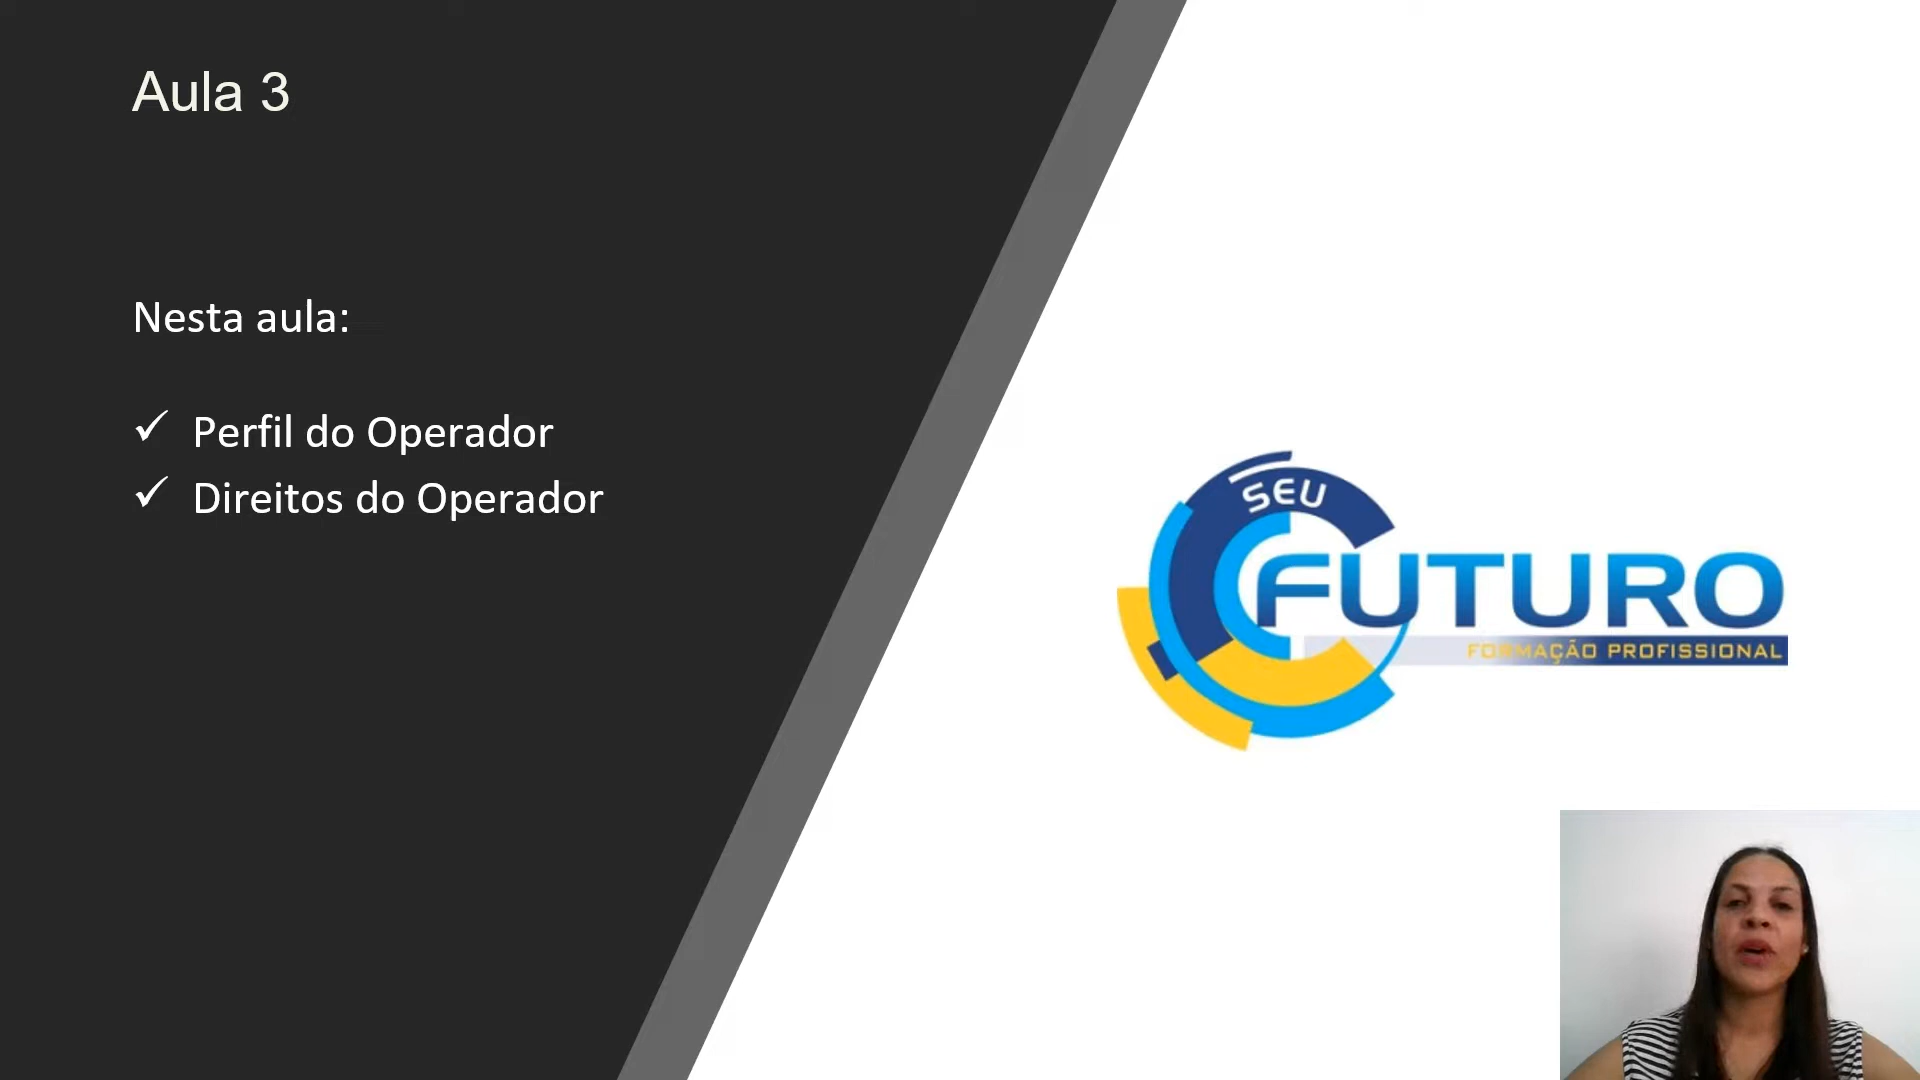 Aula 3
Nesta aula:
✓ Perfil do Operador
✓ Direitos do Operador
SEU
FUTURO
FORMAÇÃO PROFISSIONAL